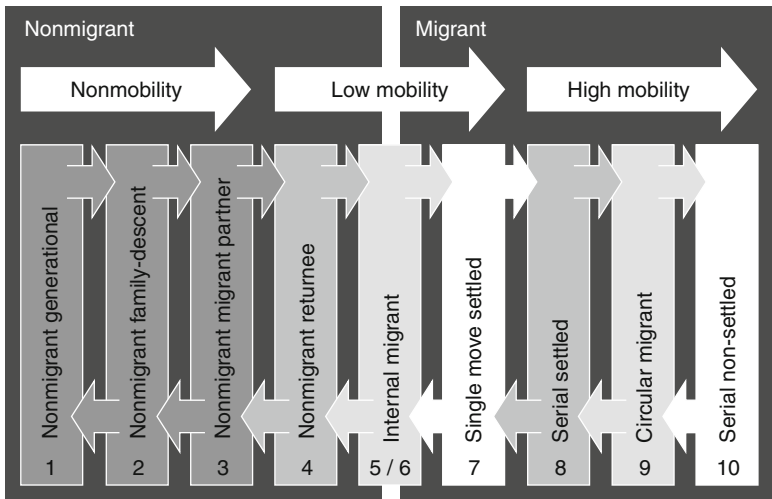 Nonmigrant
Migrant
Nonmobility
Low mobility
High mobility
Nonmigrant generational
Nonmigrant family-descent
Nonmigrant migrant partner
Nonmigrant returnee
Internal migrant
Single move settled
Serial settled
Circular migrant
Serial non-settled
1
2
3
4
5 / 6
7
8
9
10